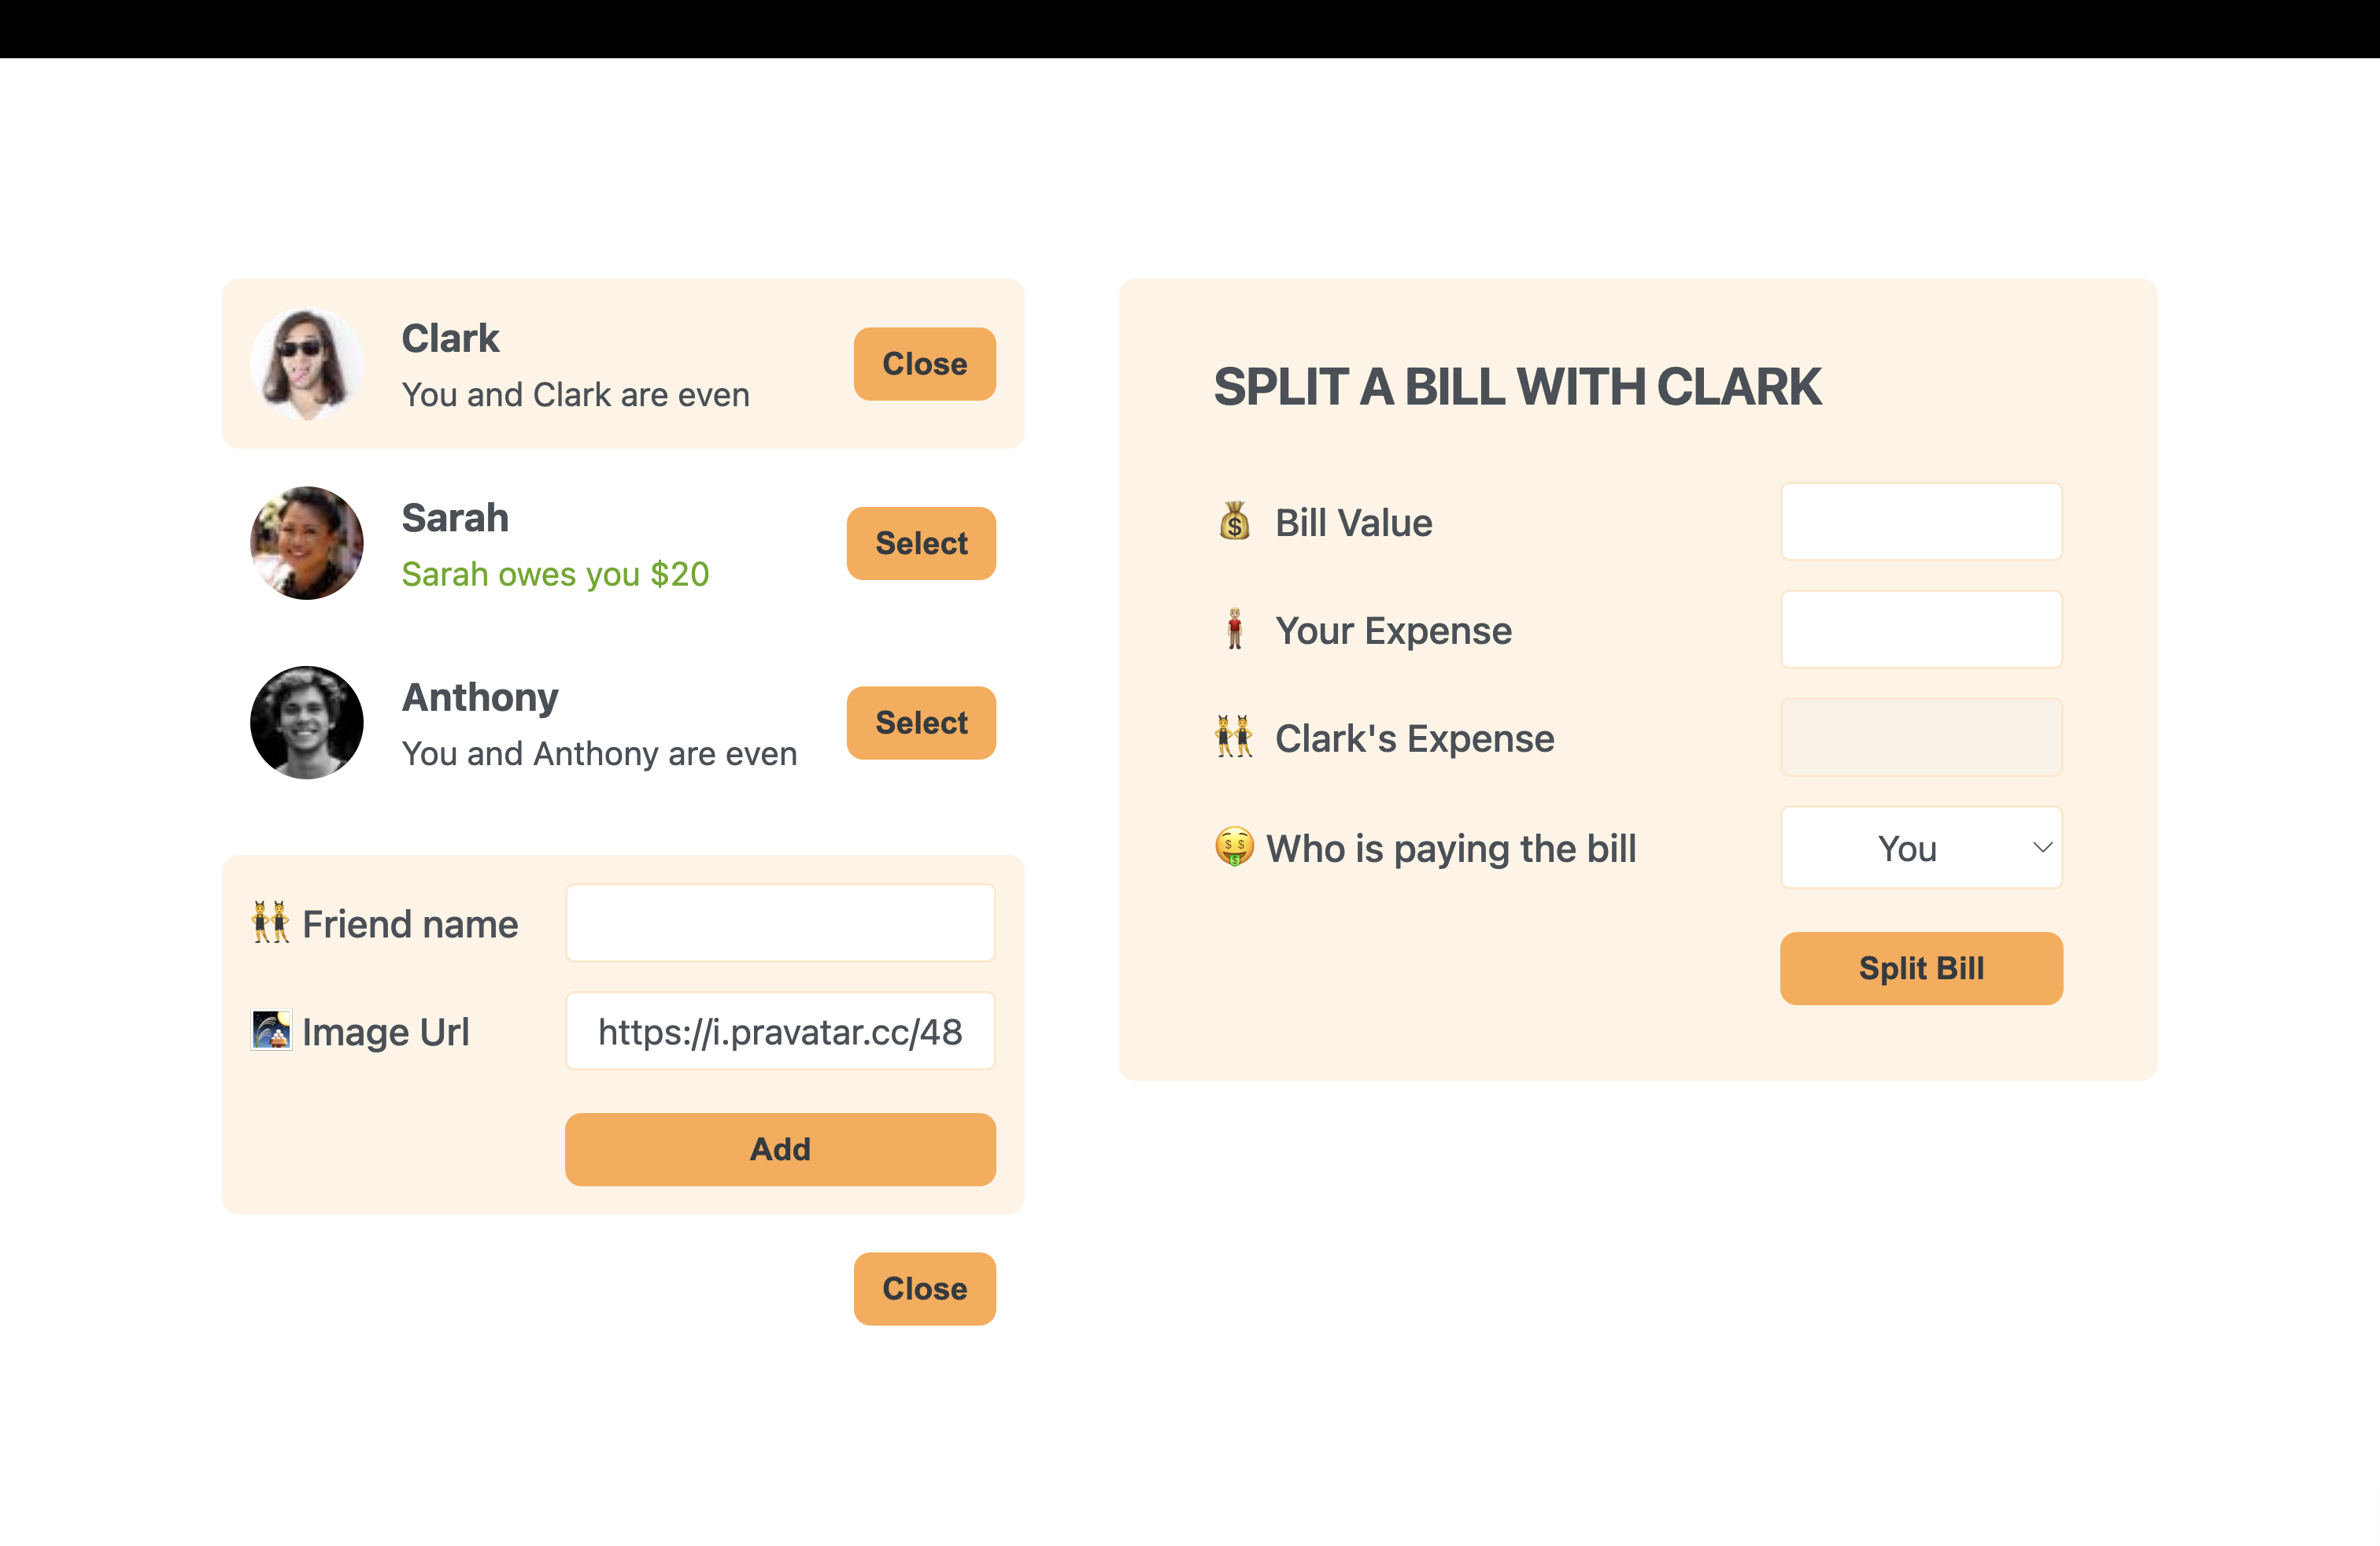 Clark
You and Clark are even
Close
Sarah
Sarah owes you $20
Select
Anthony
You and Anthony are even
Select
Friend name
Image Url
https://i.pravatar.cc/48
Add
Close
SPLIT A BILL WITH CLARK
Bill Value
Your Expense
Clark's Expense
Who is paying the bill
You
Split Bill